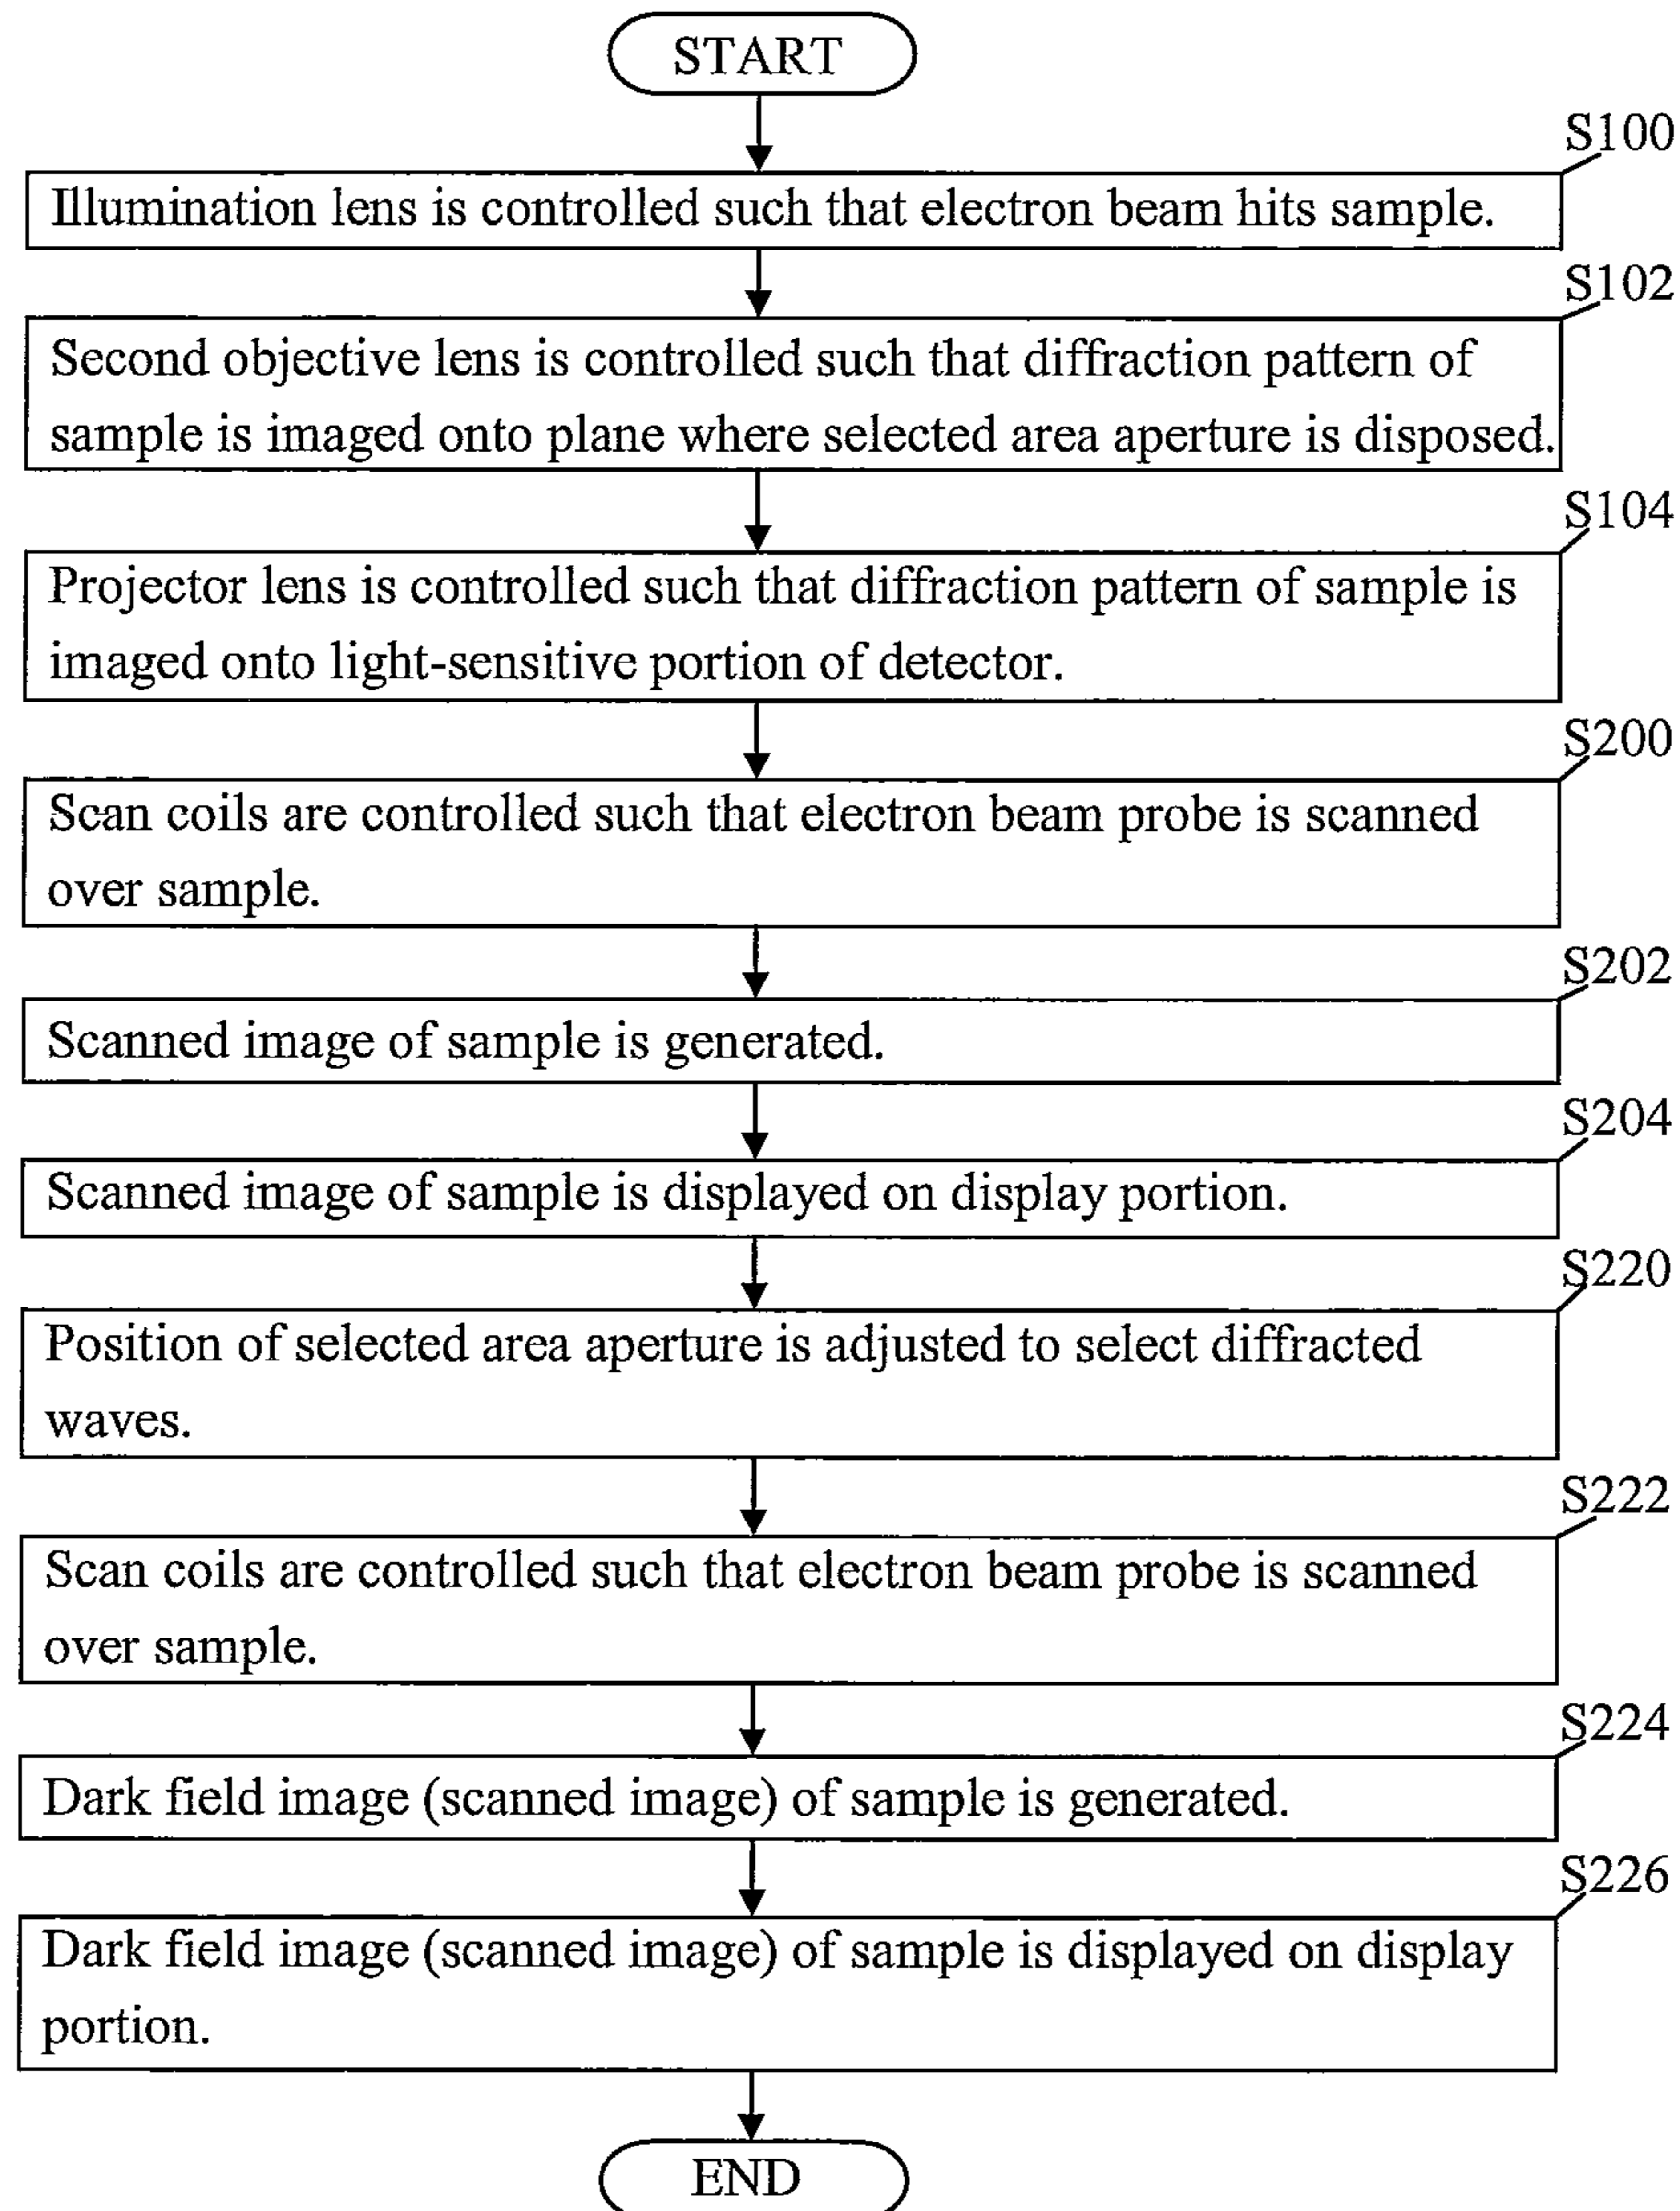 START
S100
Illumination lens is controlled such that electron beam hits sample.
S102
Second objective lens is controlled such that diffraction pattern of
sample is imaged onto plane where selected area aperture is disposed.
S104
Projector lens is controlled such that diffraction pattern of sample is
imaged onto light-sensitive portion of detector.
S200
Scan coils are controlled such that electron beam probe is scanned
over sample.
S202
Scanned image of sample is generated.
S204
Scanned image of sample is displayed on display portion.
S220
Position of selected area aperture is adjusted to select diffracted
waves.
S222
Scan coils are controlled such that electron beam probe is scanned
over sample.
S224
Dark field image (scanned image) of sample is generated.
S226
Dark field image (scanned image) of sample is displayed on display
portion.
END